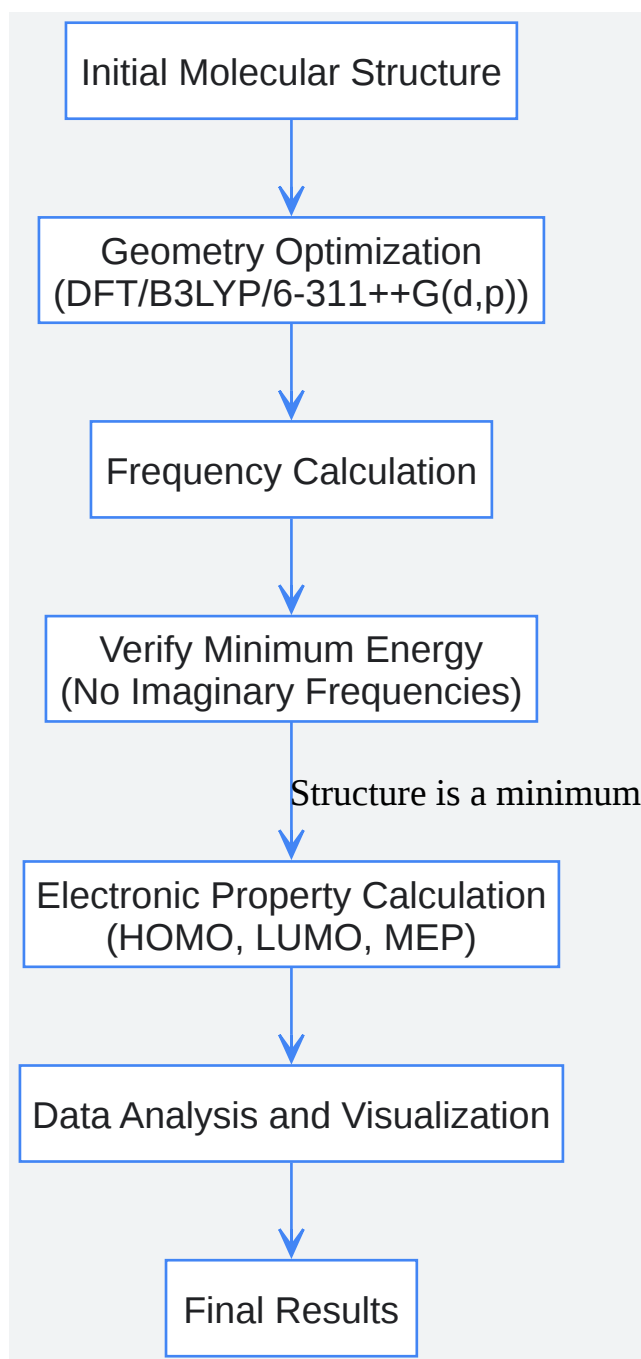 Initial Molecular Structure
Geometry Optimization
(DFT/B3LYP/6-311++G(d,p))
Frequency Calculation
Verify Minimum Energy
(No Imaginary Frequencies)
Structure is a minimum
Electronic Property Calculation
(HOMO, LUMO, MEP)
Data Analysis and Visualization
Final Results